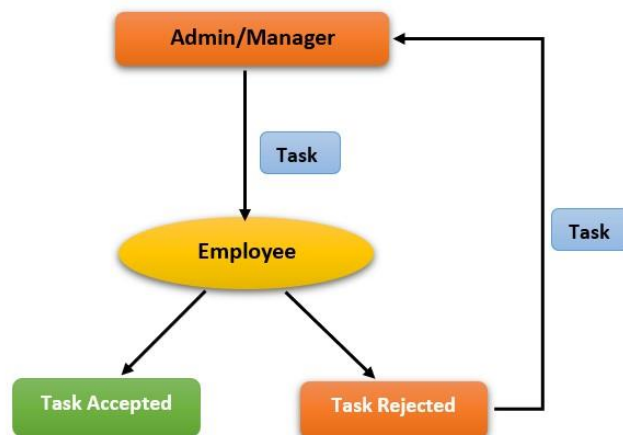 Admin/Manager
Task
Task
Employee
Task Accepted
Task Rejected